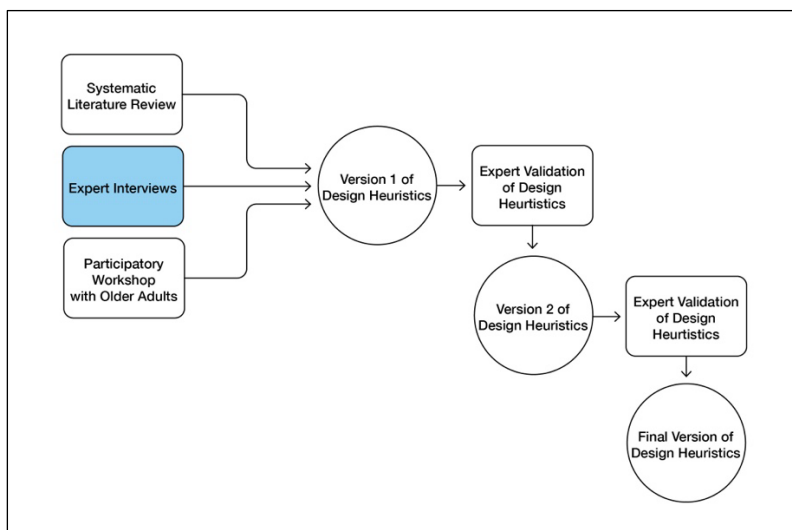 Systematic
Literature Review
Expert Interviews
Participatory
Workshop
with Older Adults
Version 1 of
Design Heuristics
Expert Validation
of Design
Heurtistics
Version 2 of
Design Heuristics
Expert Validation
of Design
Heurtistics
Final Version of
Design Heuristics